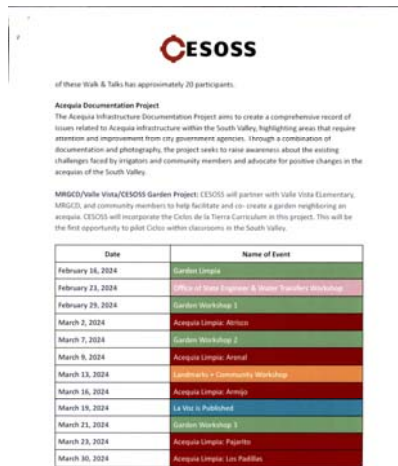 CESOSS
of these Walk & Talks has approximately 20 participants.
Acequia Documentation Project
The Acequia Infrastructure Documentation Project aims to create a comprehensive record of
issues related to Acequia infrastructure within the South Valley, highlighting areas that require
attention and improvement from city government agencies. Through a combination of
documentation and photography, the project seeks to raise awareness about the existing
challenges faced by irrigators and community members and advocate for positive changes in the
acequias of the South Valley.
MRGCD/Valle Vista/CESOSS Garden Project: CESOSS will partner with Valle Vista ELementary,
MRGCD, and community members to help facilitate and co- create a garden neighboring an
acequia. CESOSS will incorporate the Ciclos de la Tierra Curriculum in this project. This will be
the first opportunity to pilot Ciclos within classrooms in the South Valley.
Date Name of Event
February 16, 2024 Garden Limpia
February 23, 2024 Office of State Engineer & Water Transfers Workshop
February 29, 2024 Garden Workshop 1
March 2, 2024 Acequia Limpia: Atrisco
March 7, 2024 Garden Workshop 2
March 9, 2024 Acequia Limpia: Arenal
March 13, 2024 Landmarks + Community Workshop
March 16, 2024 Acequia Limpia: Armijo
March 19, 2024 La Voz is Published
March 21, 2024 Garden Workshop 3
March 23, 2024 Acequia Limpia: Pajarito
March 30, 2024 Acequia Limpia: Los Padillas